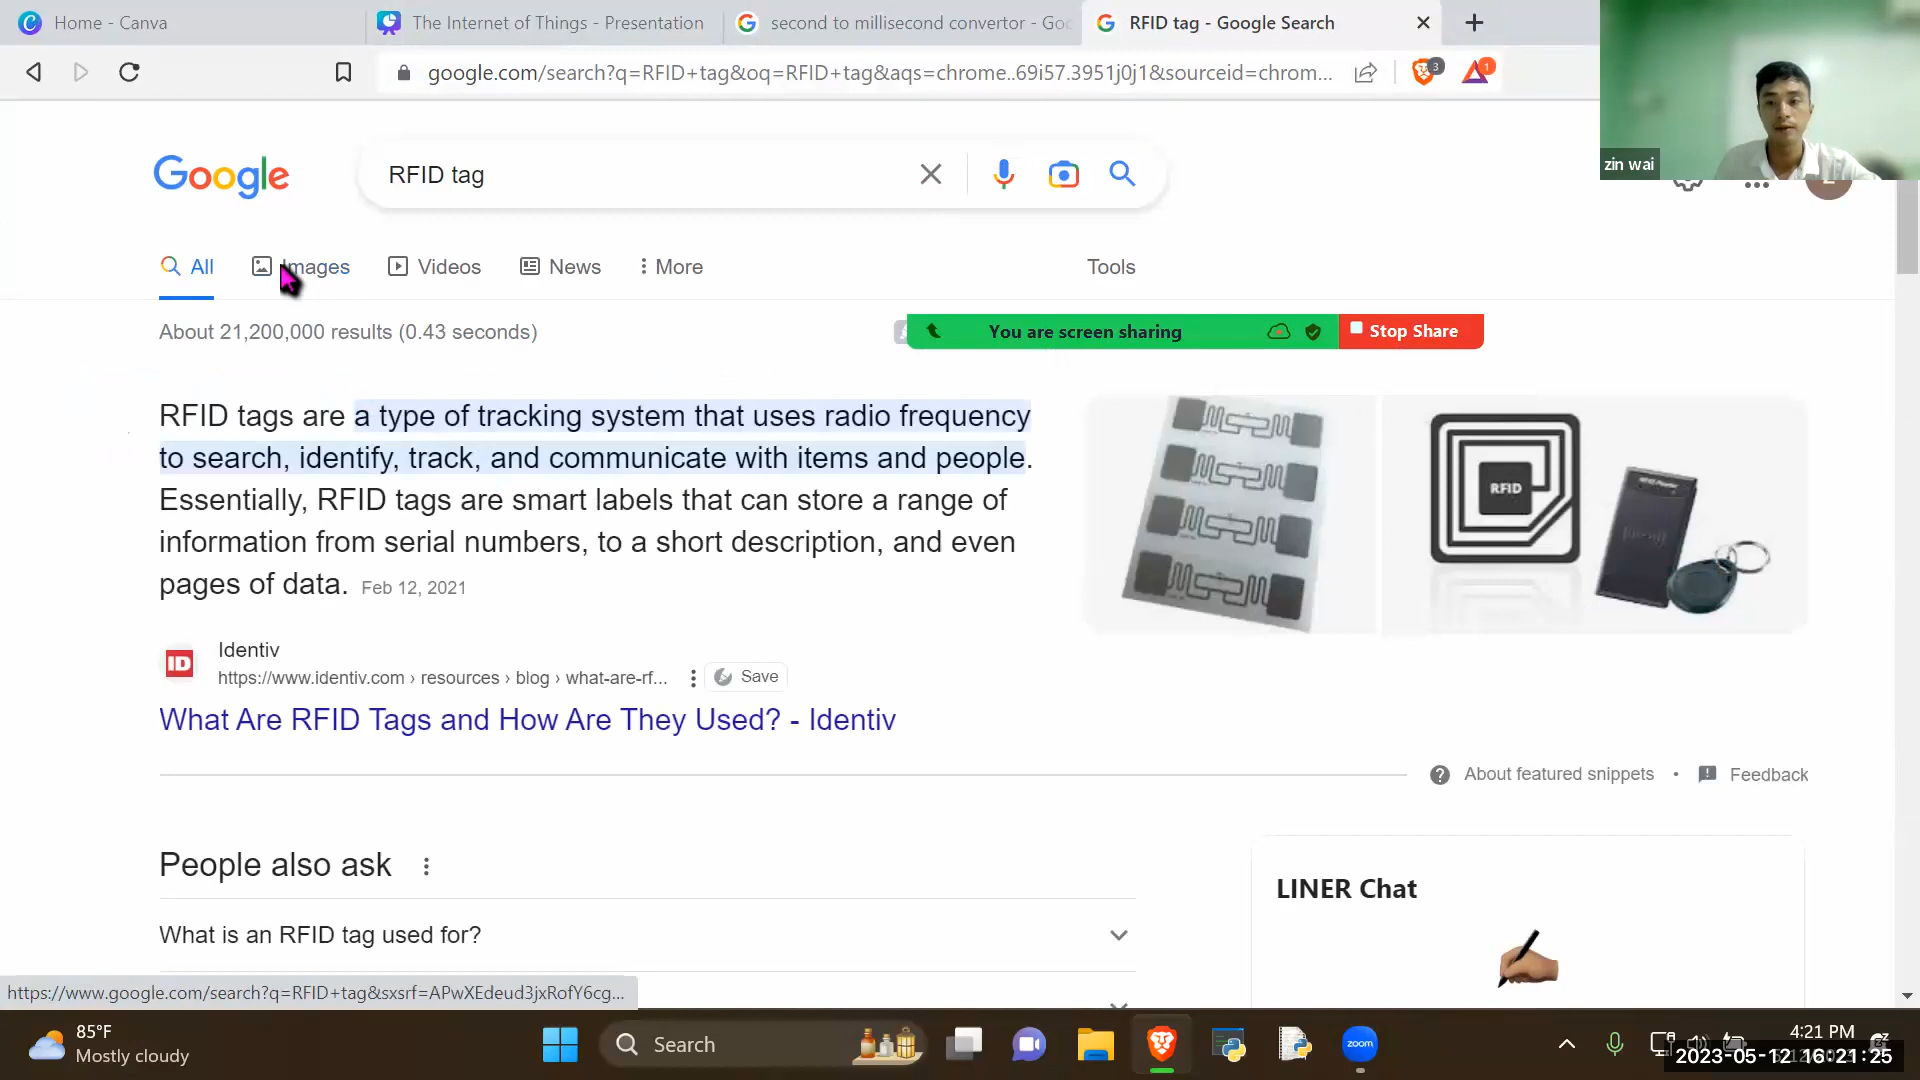 Home - Canva
The Internet of Things - Presentation
second to millisecond convertor - Goo
RFID tag - Google Search
google.com/search?q=RFID+tag&oq=RFID+tag&aqs=chrome..69i57.3951j0j1&sourceid=chrom...
3
1
zin wai
Google
RFID tag
All
Images
Videos
News
More
Tools
About 21,200,000 results (0.43 seconds)
You are screen sharing
Stop Share
RFID tags are a type of tracking system that uses radio frequency
to search, identify, track, and communicate with items and people.
Essentially, RFID tags are smart labels that can store a range of
information from serial numbers, to a short description, and even
pages of data. Feb 12, 2021
RFID
ID
Identiv
https://www.identiv.com › resources › blog › what-are-rf...
Save
What Are RFID Tags and How Are They Used? - Identiv
About featured snippets • Feedback
People also ask
LINER Chat
What is an RFID tag used for?
https://www.google.com/search?q=RFID+tag&sxsrf=APwXEdeud3jxRofY6cg...
85°F
Mostly cloudy
Search
zoom
4:21 PM
2023-05-12 16:21:25